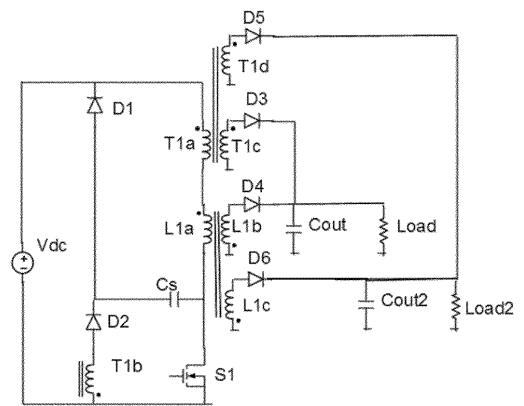 D5
T1d
D1
D3
T1a
T1c
D4
L1a
L1b
Cout
Load
Vdc
D6
Cs
L1c
Cout2
Load2
D2
T1b
S1